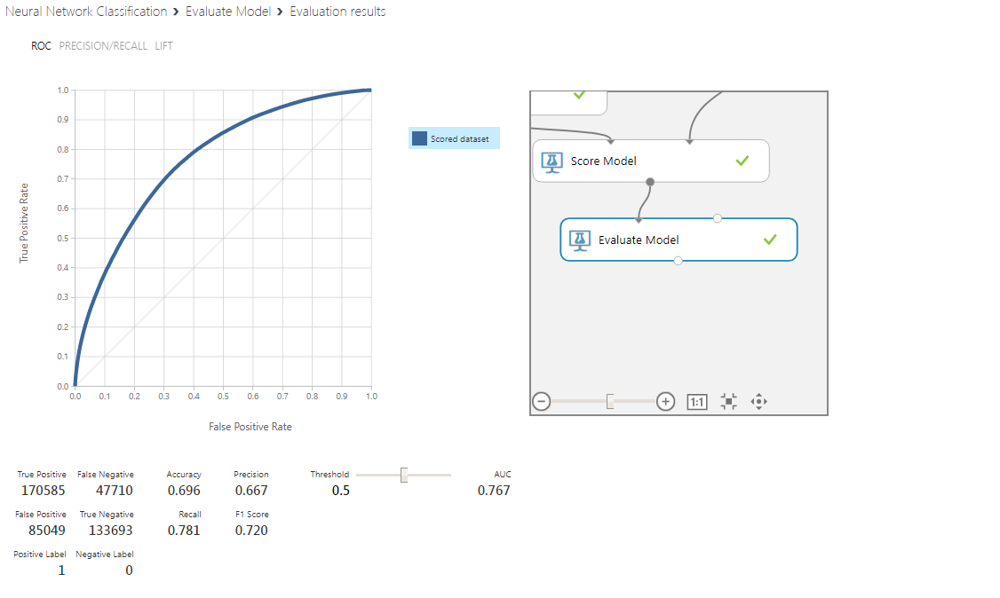 Neural Network Classification › Evaluate Model › Evaluation results
ROC PRECISION/RECALL LIFT
1.0
0.9
0.8
0.7
0.6
0.5
0.4
0.3
0.2
0.1
0.0
True Positive Rate
0.0 0.1 0.2 0.3 0.4 0.5 0.6 0.7 0.8 0.9 1.0
False Positive Rate
Scored dataset
Score Model
Evaluate Model
1:1
True Positive False Negative Accuracy Precision Threshold AUC
170585 47710 0.696 0.667 0.5 0.767
False Positive True Negative Recall F1 Score
85049 133693 0.781 0.720
Positive Label Negative Label
1 0